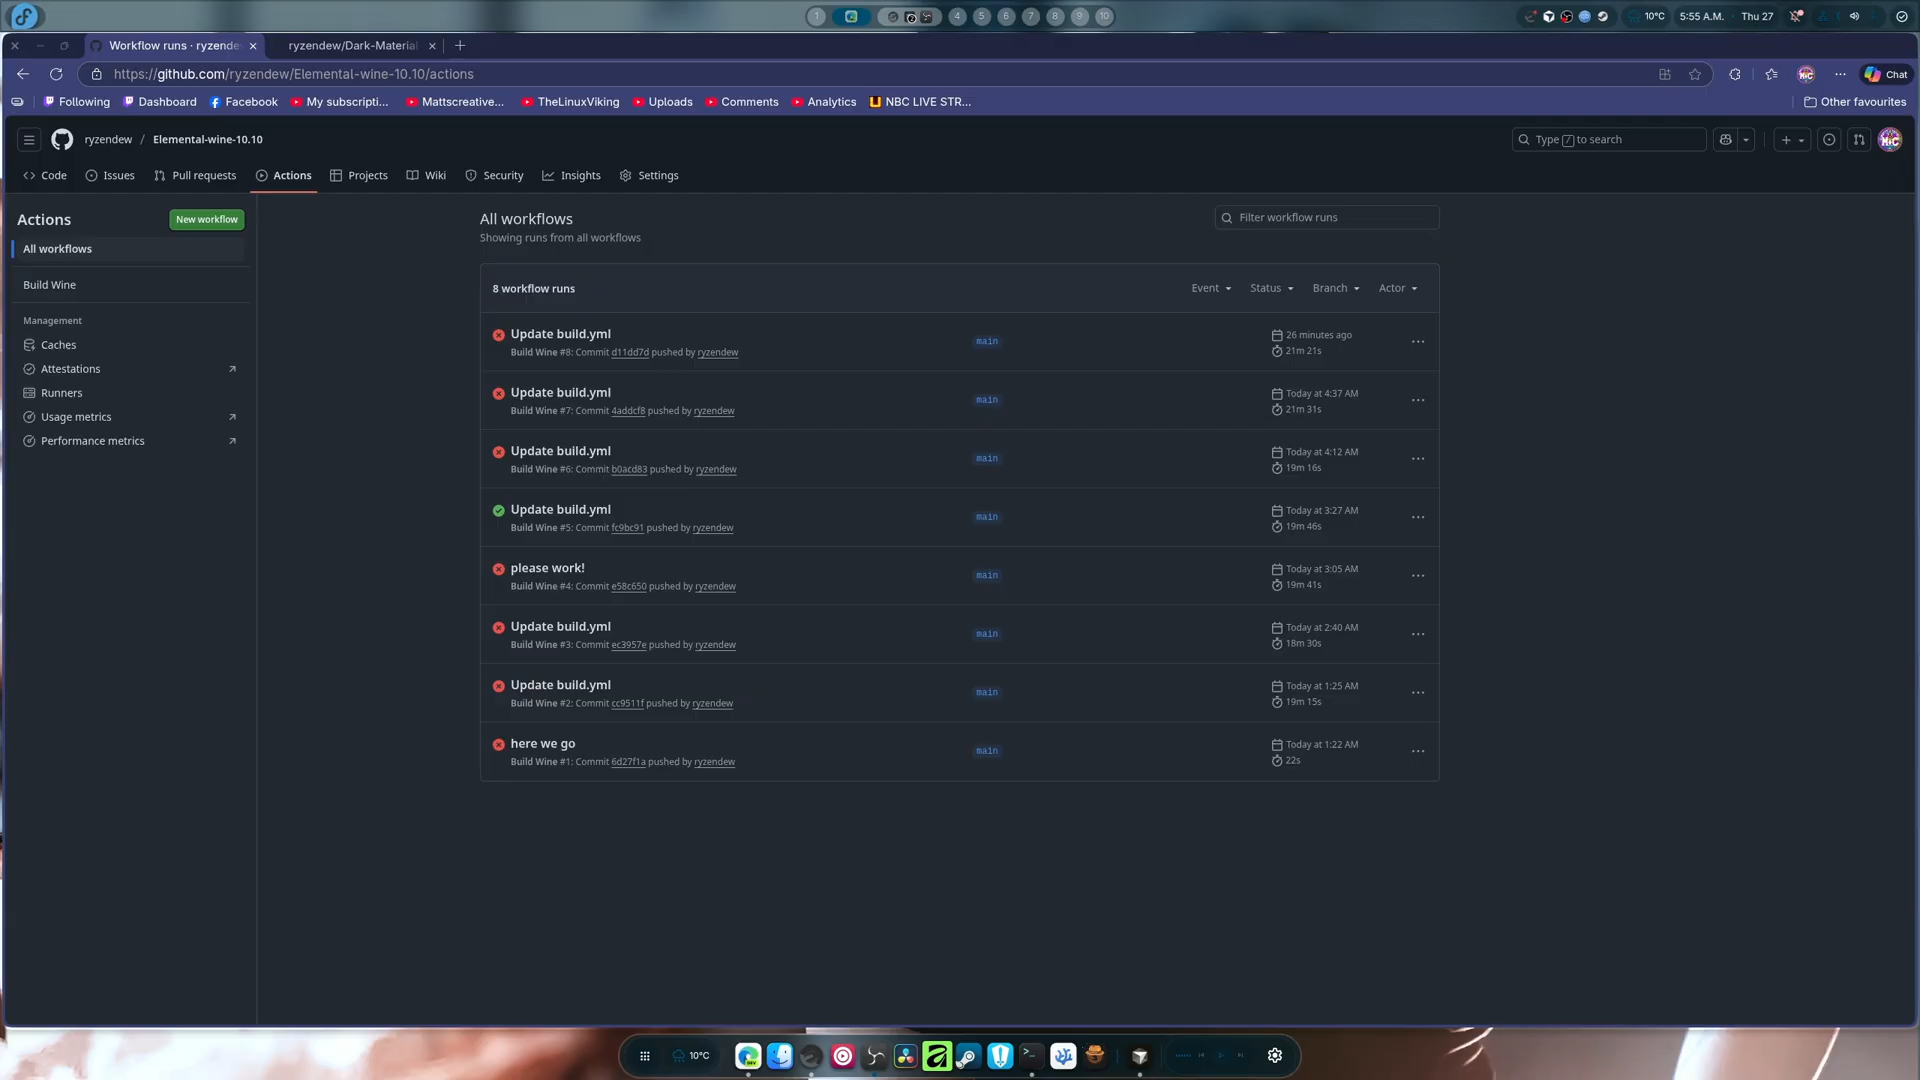 1
4
5
6
7
8
9
10
10°C
5:55 A.M.
Thu 27
Workflow runs · ryzende
ryzendew/Dark-Material
https://github.com/ryzendew/Elemental-wine-10.10/actions
Chat
Following
Dashboard
Facebook
My subscripti...
Mattscreative...
TheLinuxViking
Uploads
Comments
Analytics
NBC LIVE STR...
Other favourites
ryzendew / Elemental-wine-10.10
Type / to search
Code
Issues
Pull requests
Actions
Projects
Wiki
Security
Insights
Settings
Actions
New workflow
All workflows
Build Wine
Management
Caches
Attestations
Runners
Usage metrics
Performance metrics
All workflows
Showing runs from all workflows
Filter workflow runs
8 workflow runs
Event
Status
Branch
Actor
Update build.yml
Build Wine #8: Commit d11dd7d pushed by ryzendew
main
26 minutes ago
21m 21s
Update build.yml
Build Wine #7: Commit 4addcf8 pushed by ryzendew
main
Today at 4:37 AM
21m 31s
Update build.yml
Build Wine #6: Commit b0acd83 pushed by ryzendew
main
Today at 4:12 AM
19m 16s
Update build.yml
Build Wine #5: Commit fc9bc91 pushed by ryzendew
main
Today at 3:27 AM
19m 46s
please work!
Build Wine #4: Commit e58c650 pushed by ryzendew
main
Today at 3:05 AM
19m 41s
Update build.yml
Build Wine #3: Commit ec3957e pushed by ryzendew
main
Today at 2:40 AM
18m 30s
Update build.yml
Build Wine #2: Commit cc9511f pushed by ryzendew
main
Today at 1:25 AM
19m 15s
here we go
Build Wine #1: Commit 6d27f1a pushed by ryzendew
main
Today at 1:22 AM
22s
10°C